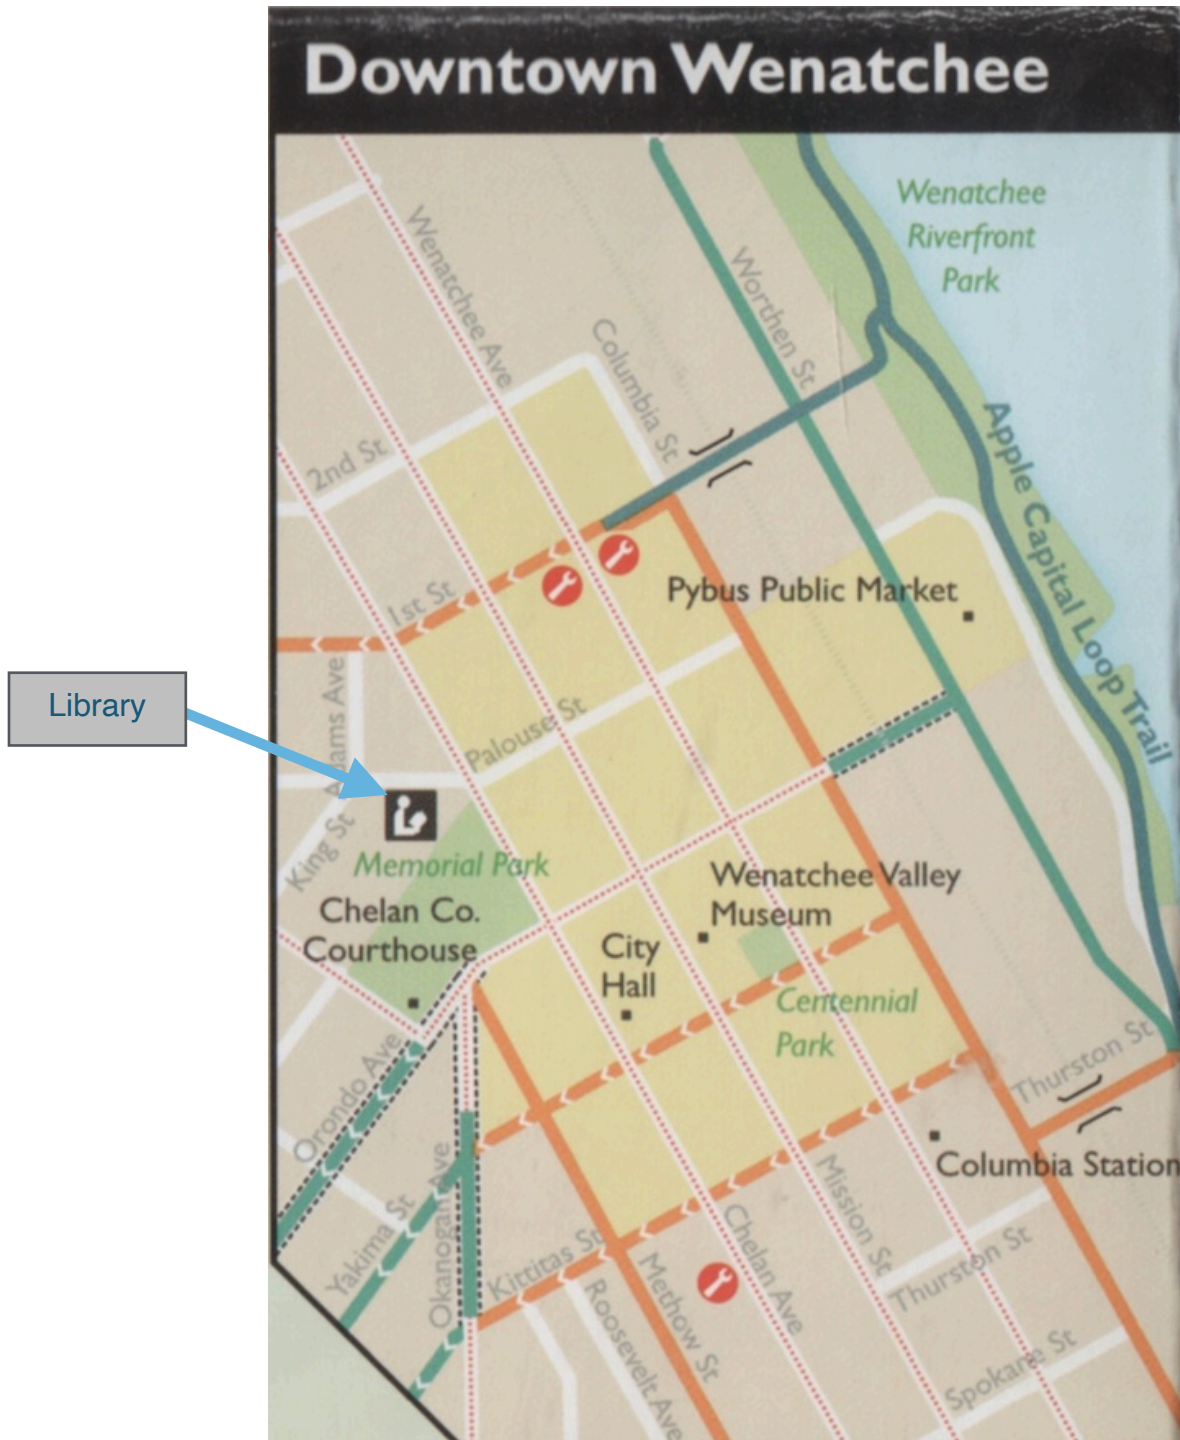 Downtown Wenatchee
Wenatchee
Riverfront
Park
Wenatchee Ave
Worthen St
Columbia St
2nd St
Apple Capital Loop Trail
Pybus Public Market
1st St
Adams Ave
Palouse St
Library
King St
Memorial Park
Chelan Co.
Courthouse
Wenatchee Valley
Museum
City
Hall
Centennial
Park
Orondo Ave
Thurston St
Columbia Station
Yakima St
Okanogan Ave
Kittitas St
Mission St
Chelan Ave
Methow St
Roosevelt Ave
Thurston St
Spokane St